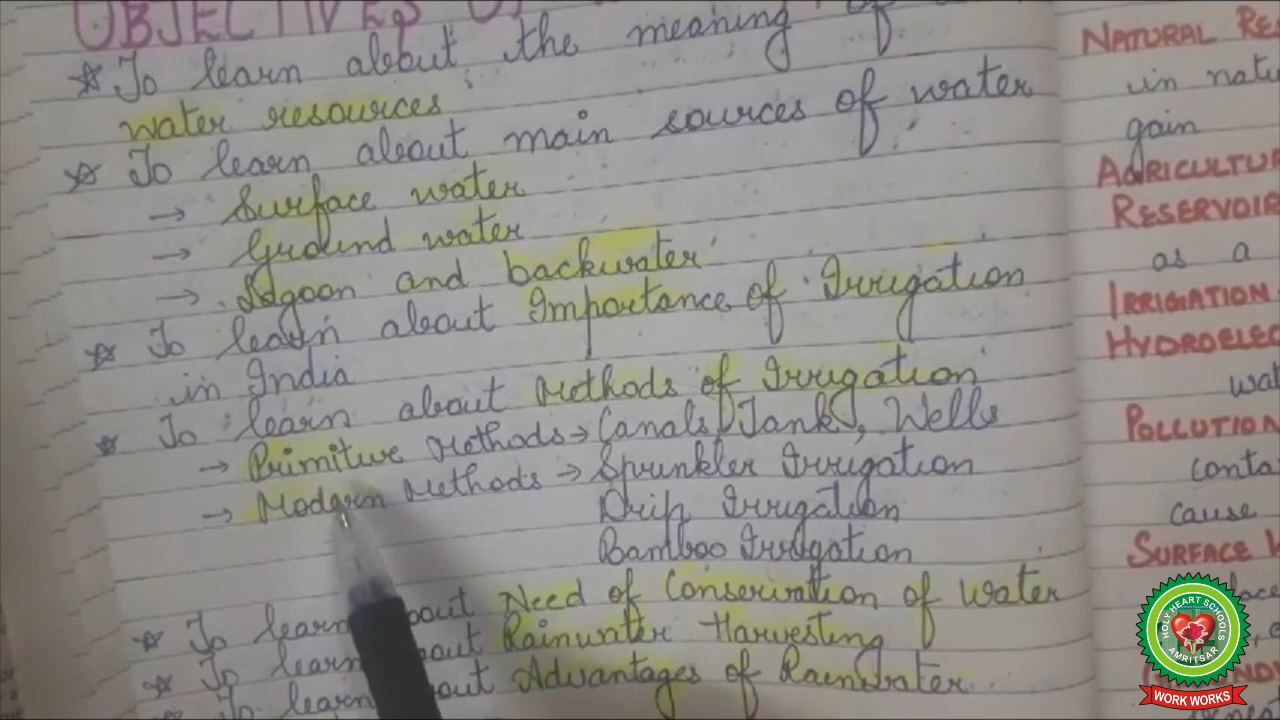 OBJECTIVES
☆ To learn about the meaning of
water resources
☆ To learn about main sources of water
→ Surface water
→ Ground water
→ Lagoon and backwater
☆ To learn about Importance of Irrigation
in India
☆ To learn about Methods of Irrigation
→ Primitive Methods → Canals, Tank, Wells
→ Modern Methods → Sprinkler Irrigation
Drip Irrigation
Bamboo Irrigation
☆ To learn about Need of Conservation of Water
☆ To learn about Rainwater Harvesting
To learn about Advantages of Rainwater
NATURAL RE
in natu
gain
AGRICULTUR
RESERVOIR
as a
IRRIGIATION
HYDROELEC
wat
POLLUTION
conta
cause
SURFACE W
HOLY HEART SCHOOLS
AMRITSAR
WORK WORKS